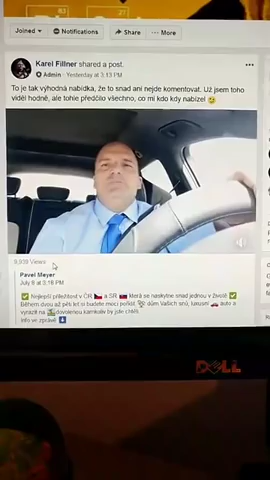 Joined
Notifications
Share
More
Karel Fillner shared a post.
Admin · Yesterday at 3:13 PM
To je tak výhodná nabídka, že to snad ani nejde komentovat. Už jsem toho
viděl hodně, ale tohle předčilo všechno, co mi kdo kdy nabízel
9,939 Views
Pavel Meyer
July 9 at 3:16 PM
Nejlepší příležitost v ČR a SR která se naskytne snad jednou v životě
Během dvou až pěti let si budete moci pořídit dům Vašich snů, luxusní auto a
vyrazit na dovolenou kamkoliv by jste chtěli.
Info ve zprávě
DELL